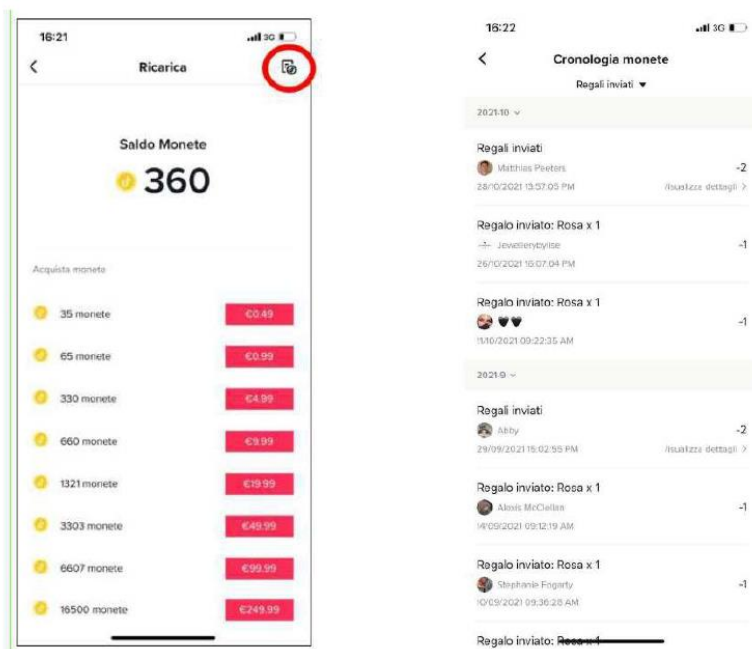 16:21
3G
Ricarica
Saldo Monete
360
Acquista monete
35 monete €0.49
65 monete €0.99
330 monete €4.99
660 monete €9.99
1321 monete €19.99
3303 monete €49.99
6607 monete €99.99
16500 monete €249.99
16:22
3G
Cronologia monete
Regali inviati
2021-10
Regali inviati
Matthias Peeters -2
28/10/2021 13:57:05 PM /isualizza dettagli >
Regalo inviato: Rosa x 1
Jewellerybylise -1
26/10/2021 16:07:04 PM
Regalo inviato: Rosa x 1
-1
11/10/2021 09:22:35 AM
2021-9
Regali inviati
Abby -2
29/09/2021 15:02:55 PM /isualizza dettagli >
Regalo inviato: Rosa x 1
Alexis McClellan -1
14/09/2021 09:12:19 AM
Regalo inviato: Rosa x 1
Stephanie Fogarty -1
10/09/2021 09:36:28 AM
Regalo inviato: Rosa x 1